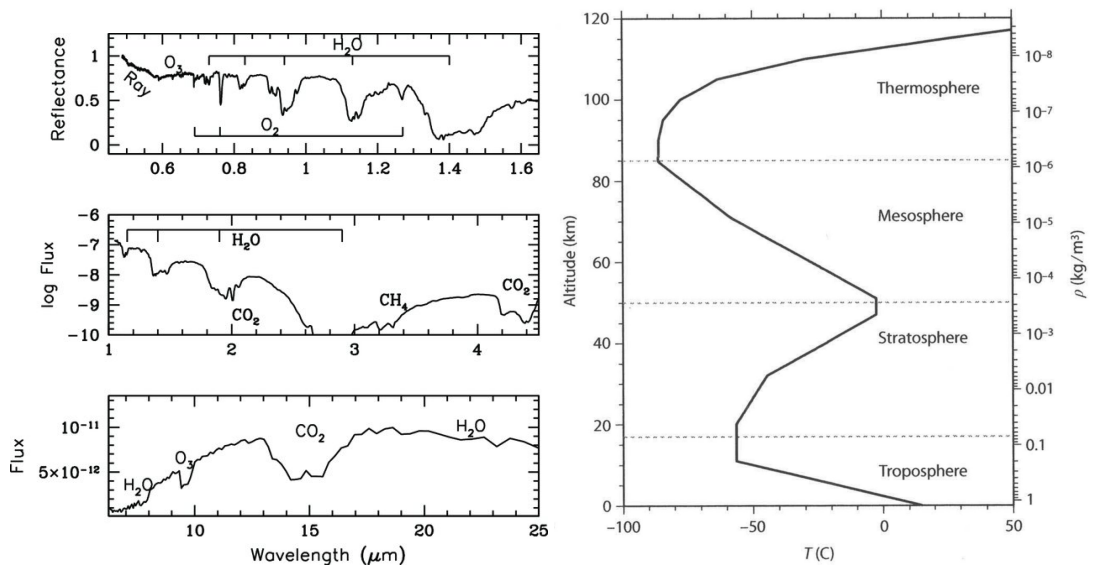 H₂O
O₃
Ray
O₂
Reflectance
1
0.5
0
0.6
0.8
1
1.2
1.4
1.6
H₂O
CO₂
CH₄
CO₂
log Flux
-6
-7
-8
-9
-10
1
2
3
4
H₂O
O₃
CO₂
H₂O
Flux
10⁻¹¹
5×10⁻¹²
10
15
20
25
Wavelength (μm)
120
100
80
60
40
20
0
Altitude (km)
Thermosphere
Mesosphere
Stratosphere
Troposphere
10⁻⁸
10⁻⁷
10⁻⁶
10⁻⁵
10⁻⁴
10⁻³
0.01
0.1
1
ρ (kg/m³)
−100
−50
0
50
T (C)